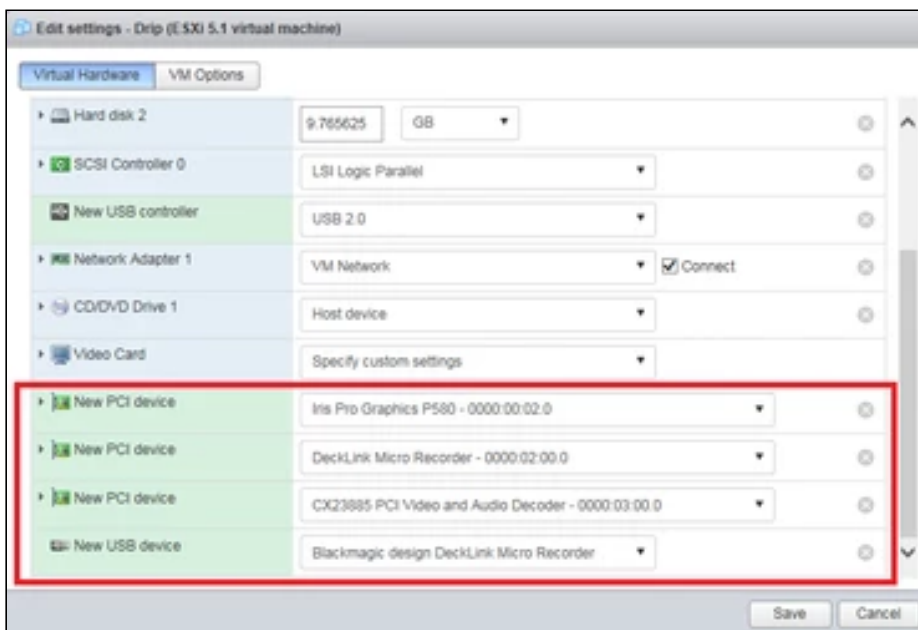 Edit settings - Drip (ESXi 5.1 virtual machine)
Virtual Hardware VM Options
Hard disk 2 9.765625 GB
SCSI Controller 0 LSI Logic Parallel
New USB controller USB 2.0
Network Adapter 1 VM Network Connect
CD/DVD Drive 1 Host device
Video Card Specify custom settings
New PCI device Iris Pro Graphics P580 - 0000:00:02.0
New PCI device DeckLink Micro Recorder - 0000:02:00.0
New PCI device CX23885 PCI Video and Audio Decoder - 0000:03:00.0
New USB device Blackmagic design DeckLink Micro Recorder
Save Cancel